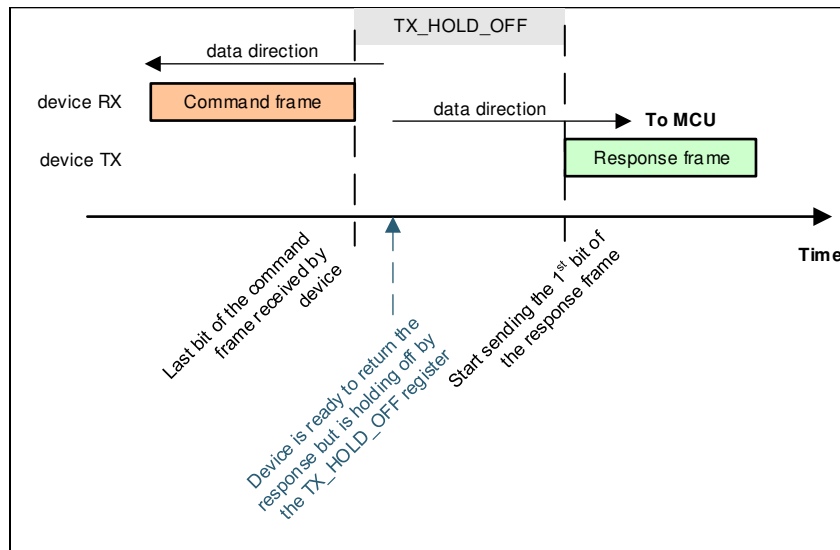 TX_HOLD_OFF
data direction
device RX
Command frame
data direction
To MCU
device TX
Response frame
Time
Last bit of the command
frame received by
device
Device is ready to return the
response but is holding off by
the TX_HOLD_OFF register
Start sending the 1st bit of
the response frame